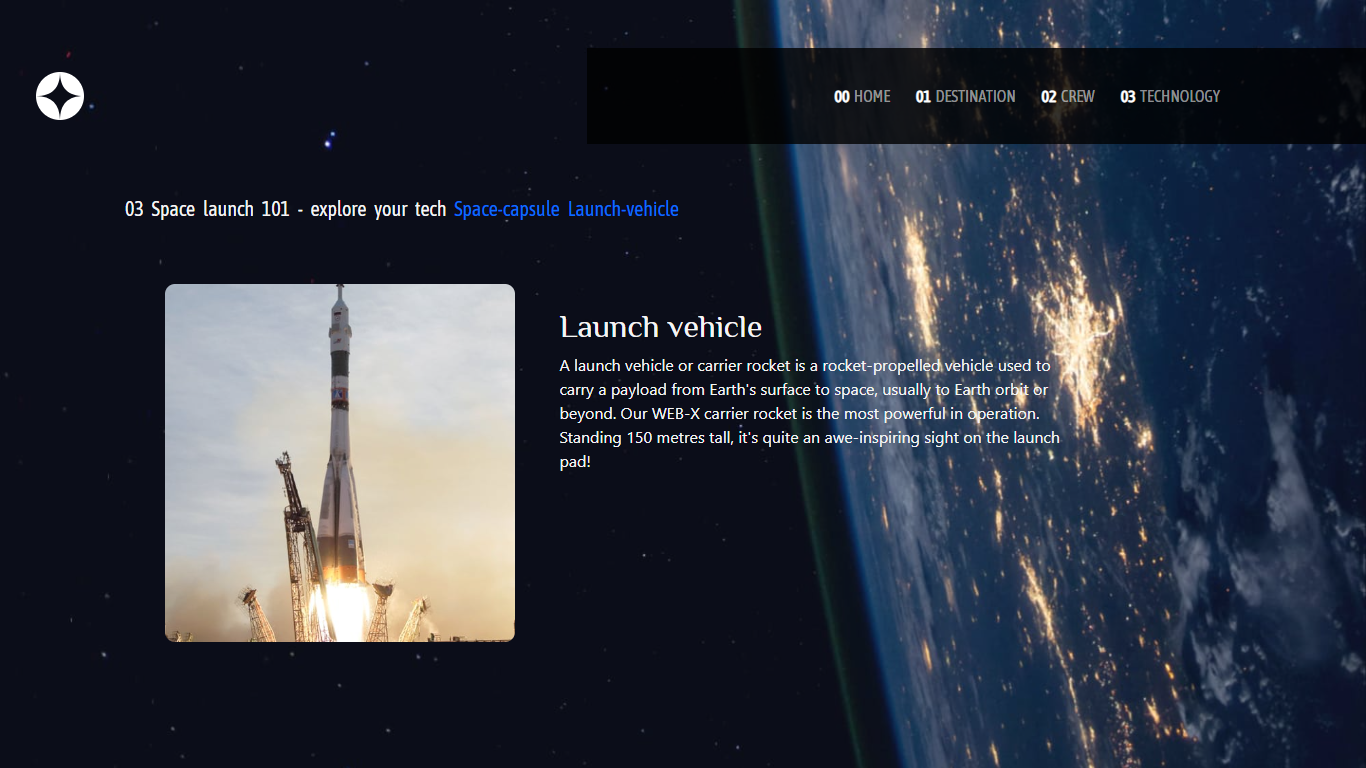 00 HOME 01 DESTINATION 02 CREW 03 TECHNOLOGY
03 Space launch 101 - explore your tech Space-capsule Launch-vehicle
Launch vehicle
A launch vehicle or carrier rocket is a rocket-propelled vehicle used to
carry a payload from Earth's surface to space, usually to Earth orbit or
beyond. Our WEB-X carrier rocket is the most powerful in operation.
Standing 150 metres tall, it's quite an awe-inspiring sight on the launch
pad!